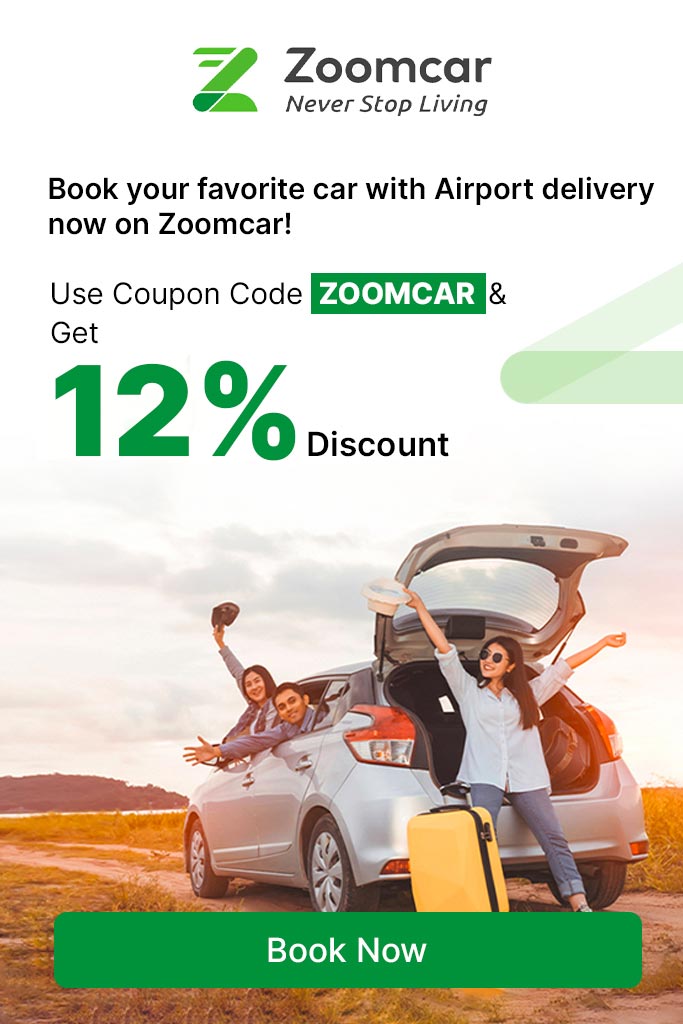 Zoomcar
Never Stop Living
Book your favorite car with Airport delivery
now on Zoomcar!
Use Coupon Code ZOOMCAR &
Get
12% Discount
Book Now